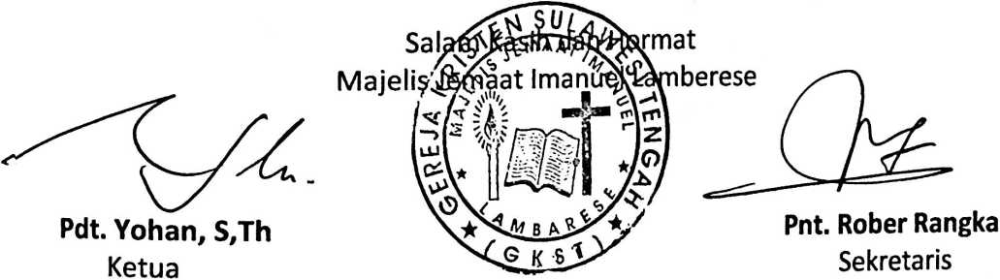 Salam Kasih dan Hormat
Majelis Jemaat Imanuel Lamberese
GEREJA KRISTEN SULAWESI TENGAH
MAJELIS JEMAAT IMANUEL
LAMBARESE
(GKST)
Pdt. Yohan, S,Th
Ketua
Pnt. Rober Rangka
Sekretaris